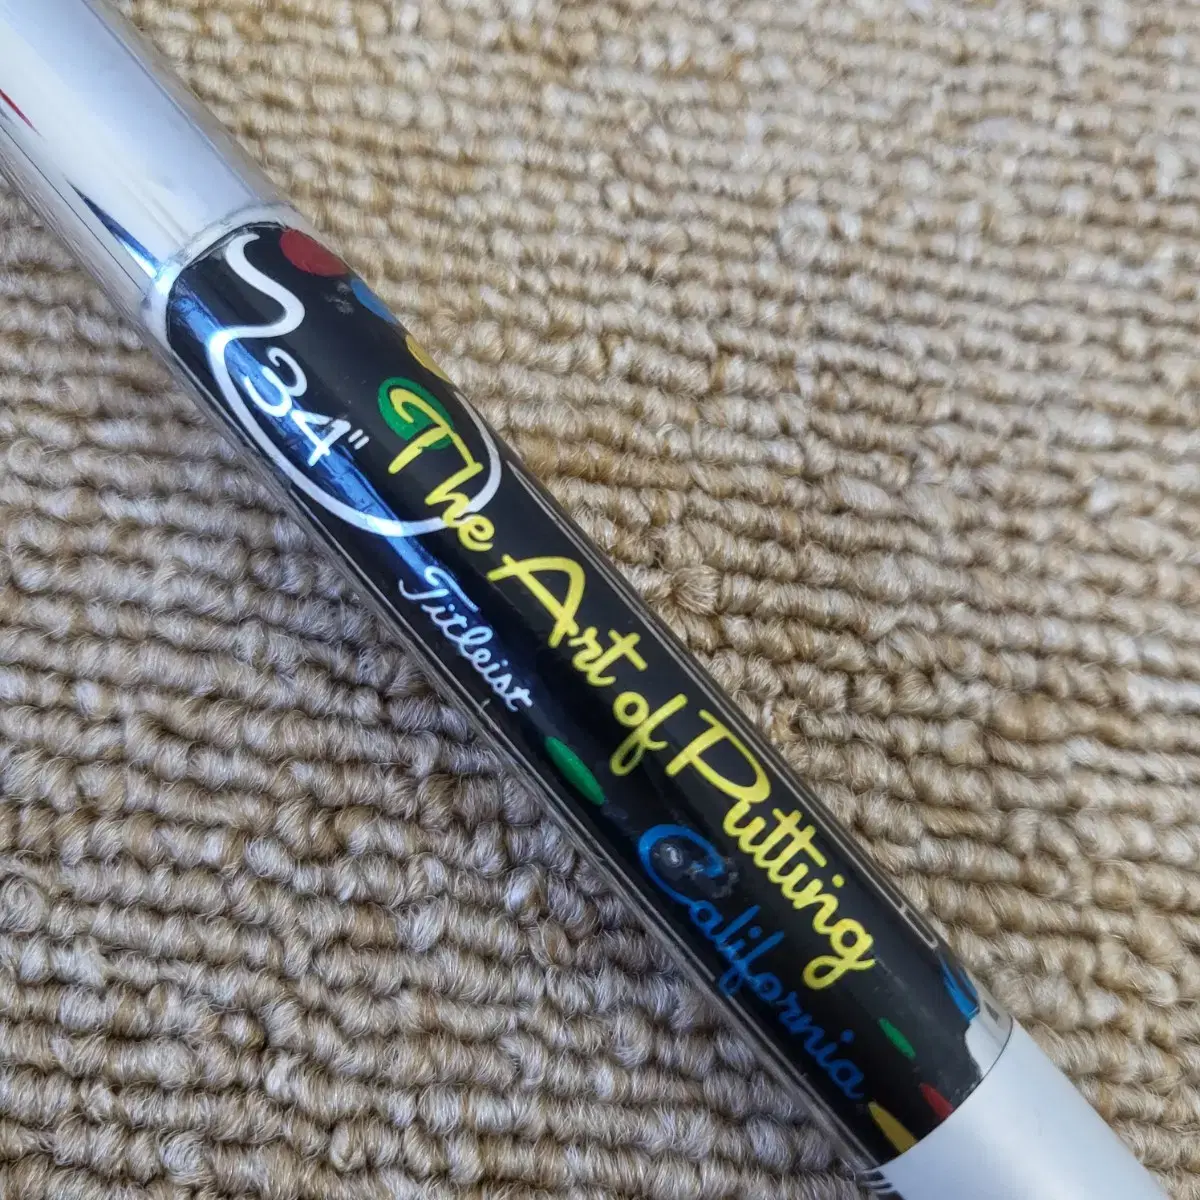 34"
The Art of Putting
Titleist
California